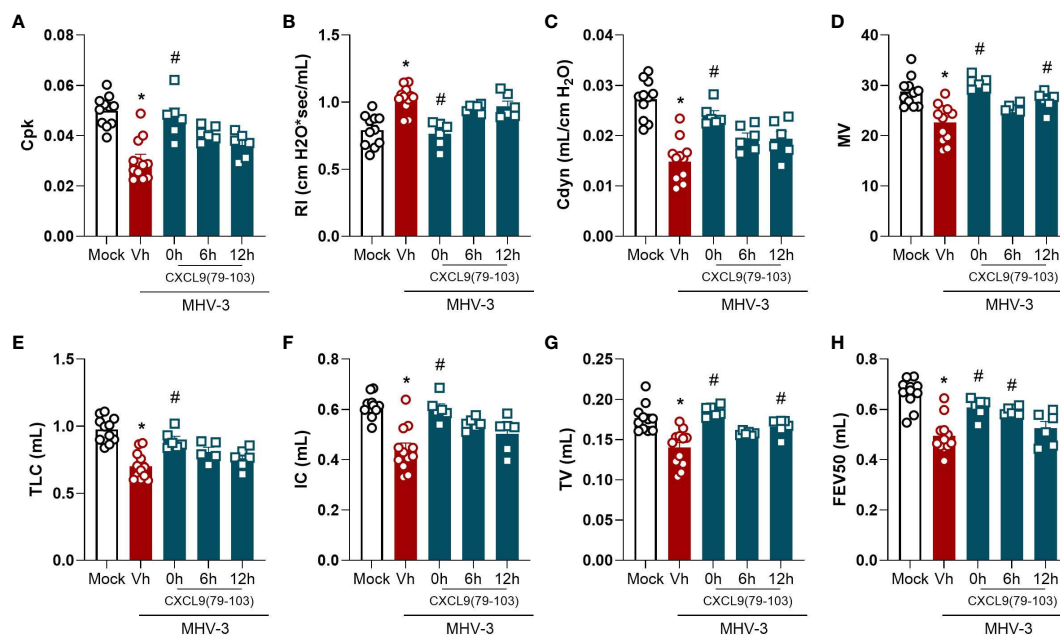 A
Cpk
0.08
0.06
0.04
0.02
0.00
*
#
Mock Vh 0h 6h 12h
CXCL9(79-103)
MHV-3
B
RI (cm H2O*sec/mL)
1.5
1.0
0.5
0.0
*
#
Mock Vh 0h 6h 12h
CXCL9(79-103)
MHV-3
C
Cdyn (mL/cm H₂O)
0.04
0.03
0.02
0.01
0.00
*
#
Mock Vh 0h 6h 12h
CXCL9(79-103)
MHV-3
D
MV
40
30
20
10
0
*
#
#
Mock Vh 0h 6h 12h
CXCL9(79-103)
MHV-3
E
TLC (mL)
1.5
1.0
0.5
0.0
*
#
Mock Vh 0h 6h 12h
CXCL9(79-103)
MHV-3
F
IC (mL)
0.8
0.6
0.4
0.2
0.0
*
#
Mock Vh 0h 6h 12h
CXCL9(79-103)
MHV-3
G
TV (mL)
0.25
0.20
0.15
0.10
0.05
0.00
*
#
#
Mock Vh 0h 6h 12h
CXCL9(79-103)
MHV-3
H
FEV50 (mL)
0.8
0.6
0.4
0.2
0.0
*
#
#
Mock Vh 0h 6h 12h
CXCL9(79-103)
MHV-3